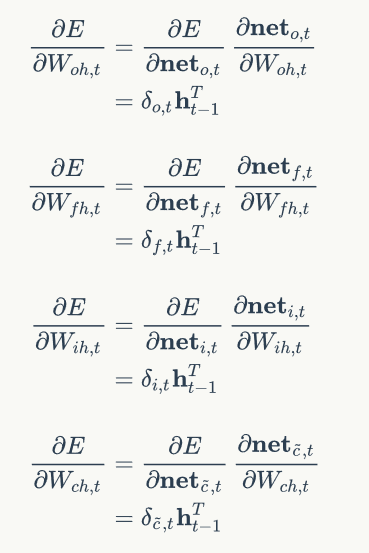 ∂E/∂W_{oh,t} = ∂E/∂𝐧𝐞𝐭_{o,t} ∂𝐧𝐞𝐭_{o,t}/∂W_{oh,t}
= δ_{o,t}𝐡_{t−1}^T
∂E/∂W_{fh,t} = ∂E/∂𝐧𝐞𝐭_{f,t} ∂𝐧𝐞𝐭_{f,t}/∂W_{fh,t}
= δ_{f,t}𝐡_{t−1}^T
∂E/∂W_{ih,t} = ∂E/∂𝐧𝐞𝐭_{i,t} ∂𝐧𝐞𝐭_{i,t}/∂W_{ih,t}
= δ_{i,t}𝐡_{t−1}^T
∂E/∂W_{ch,t} = ∂E/∂𝐧𝐞𝐭_{c̃,t} ∂𝐧𝐞𝐭_{c̃,t}/∂W_{ch,t}
= δ_{c̃,t}𝐡_{t−1}^T